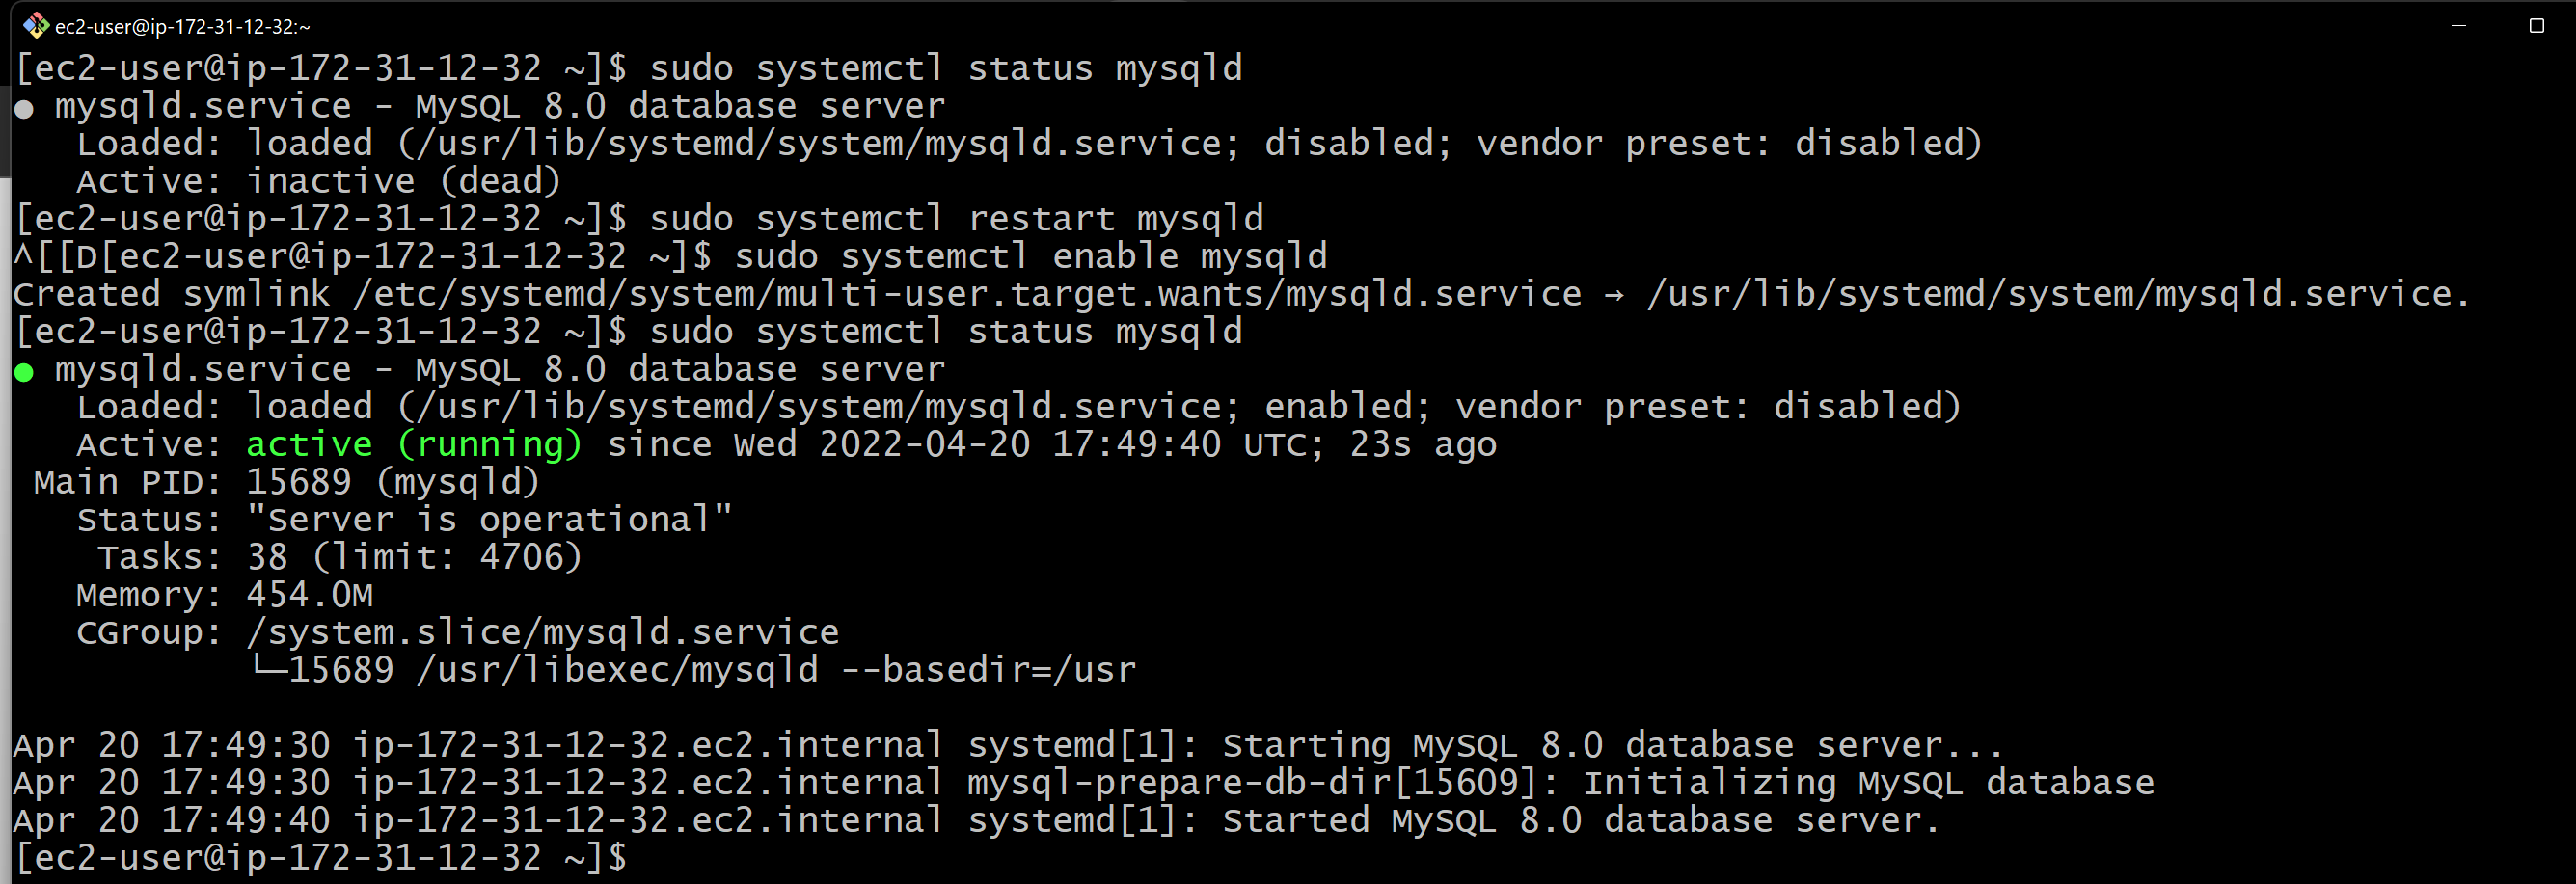 ec2-user@ip-172-31-12-32:~
[ec2-user@ip-172-31-12-32 ~]$ sudo systemctl status mysqld
● mysqld.service - MySQL 8.0 database server
   Loaded: loaded (/usr/lib/systemd/system/mysqld.service; disabled; vendor preset: disabled)
   Active: inactive (dead)
[ec2-user@ip-172-31-12-32 ~]$ sudo systemctl restart mysqld
^[[D[ec2-user@ip-172-31-12-32 ~]$ sudo systemctl enable mysqld
Created symlink /etc/systemd/system/multi-user.target.wants/mysqld.service → /usr/lib/systemd/system/mysqld.service.
[ec2-user@ip-172-31-12-32 ~]$ sudo systemctl status mysqld
● mysqld.service - MySQL 8.0 database server
   Loaded: loaded (/usr/lib/systemd/system/mysqld.service; enabled; vendor preset: disabled)
   Active: active (running) since Wed 2022-04-20 17:49:40 UTC; 23s ago
 Main PID: 15689 (mysqld)
   Status: "Server is operational"
    Tasks: 38 (limit: 4706)
   Memory: 454.0M
   CGroup: /system.slice/mysqld.service
           └─15689 /usr/libexec/mysqld --basedir=/usr

Apr 20 17:49:30 ip-172-31-12-32.ec2.internal systemd[1]: Starting MySQL 8.0 database server...
Apr 20 17:49:30 ip-172-31-12-32.ec2.internal mysql-prepare-db-dir[15609]: Initializing MySQL database
Apr 20 17:49:40 ip-172-31-12-32.ec2.internal systemd[1]: Started MySQL 8.0 database server.
[ec2-user@ip-172-31-12-32 ~]$